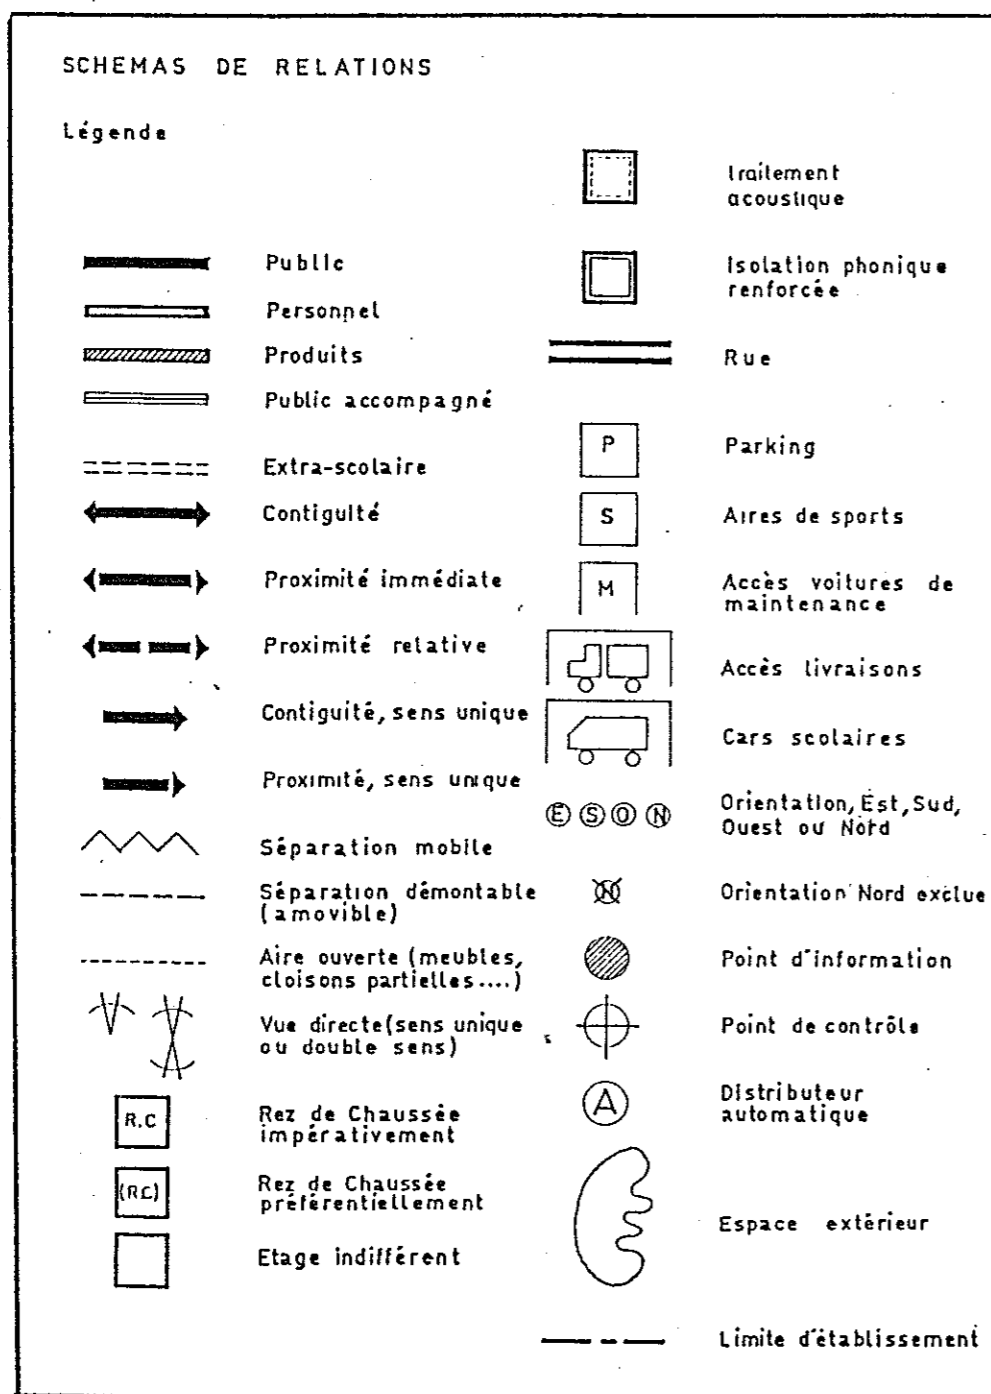 SCHEMAS DE RELATIONS
Légende
Public
Personnel
Produits
Public accompagné
Extra-scolaire
Contiguité
Proximité immédiate
Proximité relative
Contiguité, sens unique
Proximité, sens unique
Séparation mobile
Séparation démontable
(amovible)
Aire ouverte (meubles,
cloisons partielles....)
Vue directe (sens unique
ou double sens)
R.C
Rez de Chaussée
impérativement
(R.C)
Rez de Chaussée
préférentiellement
Etage indifférent
traitement
acoustique
Isolation phonique
renforcée
Rue
P
Parking
S
Aires de sports
M
Accès voitures de
maintenance
Accès livraisons
Cars scolaires
E S O N
Orientation, Est, Sud,
Ouest ou Nord
N
Orientation Nord exclue
Point d'information
Point de contrôle
A
Distributeur
automatique
Espace extérieur
Limite d'établissement